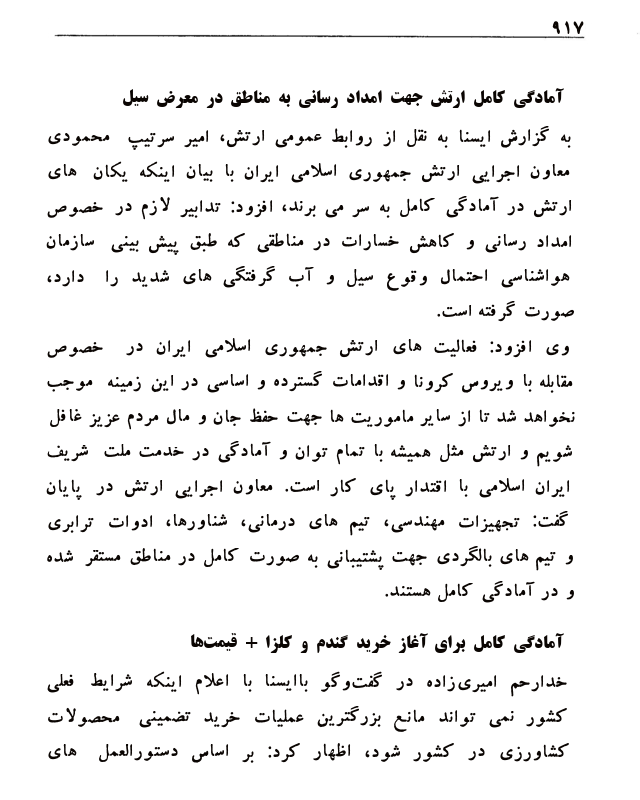 ۹۱۷
آمادگی کامل ارتش جهت امداد رسانی به مناطق در معرض سیل
به گزارش ایسنا به نقل از روابط عمومی ارتش، امیر سرتیپ محمودی
معاون اجرایی ارتش جمهوری اسلامی ایران با بیان اینکه یکان های
ارتش در آمادگی کامل به سر می برند، افزود: تدابیر لازم در خصوص
امداد رسانی و کاهش خسارات در مناطقی که طبق پیش بینی سازمان
هواشناسی احتمال وقوع سیل و آب گرفتگی های شدید را دارد،
صورت گرفته است.
وی افزود: فعالیت های ارتش جمهوری اسلامی ایران در خصوص
مقابله با ویروس کرونا و اقدامات گسترده و اساسی در این زمینه موجب
نخواهد شد تا از سایر ماموریت ها جهت حفظ جان و مال مردم عزیز غافل
شویم و ارتش مثل همیشه با تمام توان و آمادگی در خدمت ملت شریف
ایران اسلامی با اقتدار پای کار است. معاون اجرایی ارتش در پایان
گفت: تجهیزات مهندسی، تیم های درمانی، شناورها، ادوات ترابری
و تیم های بالگردی جهت پشتیبانی به صورت کامل در مناطق مستقر شده
و در آمادگی کامل هستند.
آمادگی کامل برای آغاز خرید گندم و کلزا + قیمت‌ها
خدارحم امیری‌زاده در گفت‌وگو باایسنا با اعلام اینکه شرایط فعلی
کشور نمی تواند مانع بزرگترین عملیات خرید تضمینی محصولات
کشاورزی در کشور شود، اظهار کرد: بر اساس دستورالعمل های